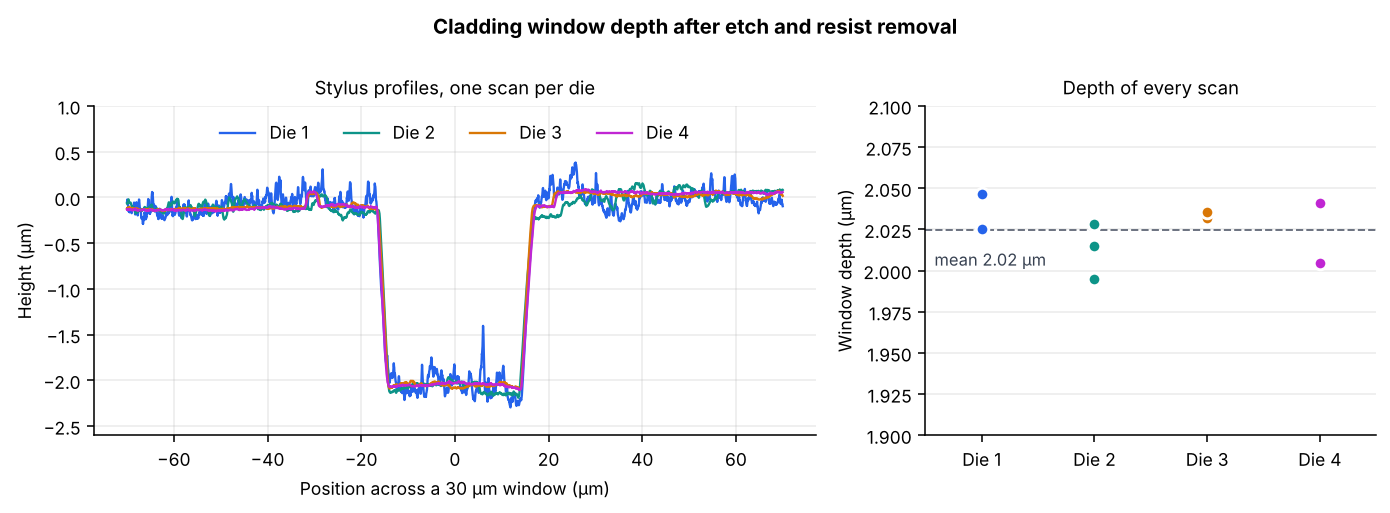 Cladding window depth after etch and resist removal
Stylus profiles, one scan per die
Die 1 Die 2 Die 3 Die 4
Height (µm)
1.0
0.5
0.0
−0.5
−1.0
−1.5
−2.0
−2.5
−60 −40 −20 0 20 40 60
Position across a 30 µm window (µm)
Depth of every scan
Window depth (µm)
2.100
2.075
2.050
2.025
2.000
1.975
1.950
1.925
1.900
mean 2.02 µm
Die 1 Die 2 Die 3 Die 4